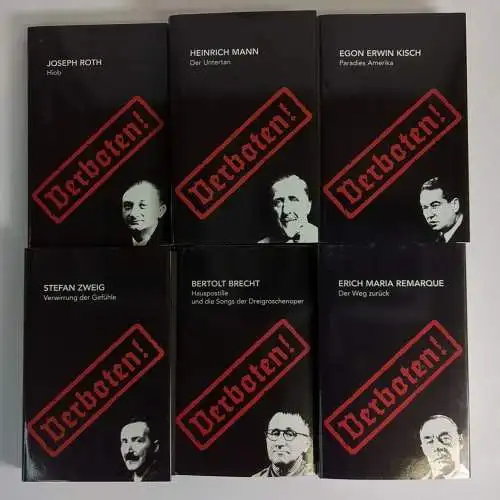 JOSEPH ROTH
Hiob
Verboten!
HEINRICH MANN
Der Untertan
Verboten!
EGON ERWIN KISCH
Paradies Amerika
Verboten!
STEFAN ZWEIG
Verwirrung der Gefühle
Verboten!
BERTOLT BRECHT
Hauspostille
und die Songs der Dreigroschenoper
Verboten!
ERICH MARIA REMARQUE
Der Weg zurück
Verboten!